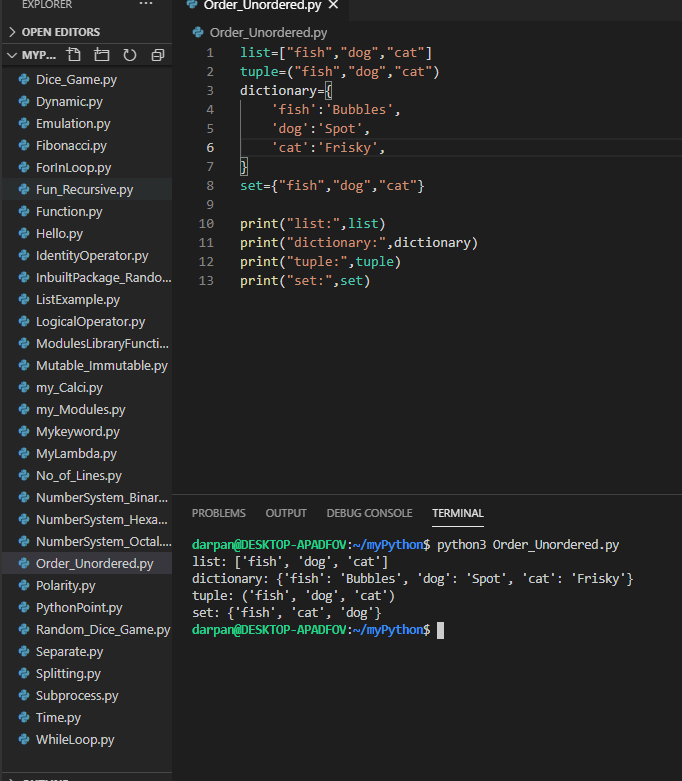 EXPLORER
Order_Unordered.py
OPEN EDITORS
MYP...
Dice_Game.py
Dynamic.py
Emulation.py
Fibonacci.py
ForInLoop.py
Fun_Recursive.py
Function.py
Hello.py
IdentityOperator.py
InbuiltPackage_Rando...
ListExample.py
LogicalOperator.py
ModulesLibraryFuncti...
Mutable_Immutable.py
my_Calci.py
my_Modules.py
Mykeyword.py
MyLambda.py
No_of_Lines.py
NumberSystem_Binar...
NumberSystem_Hexa...
NumberSystem_Octal....
Order_Unordered.py
Polarity.py
PythonPoint.py
Random_Dice_Game.py
Separate.py
Splitting.py
Subprocess.py
Time.py
WhileLoop.py
OUTLINE
Order_Unordered.py
1 list=["fish","dog","cat"]
2 tuple=("fish","dog","cat")
3 dictionary={
4 'fish':'Bubbles',
5 'dog':'Spot',
6 'cat':'Frisky',
7 }
8 set={"fish","dog","cat"}
9
10 print("list:",list)
11 print("dictionary:",dictionary)
12 print("tuple:",tuple)
13 print("set:",set)
PROBLEMS OUTPUT DEBUG CONSOLE TERMINAL
darpan@DESKTOP-APADFOV:~/myPython$ python3 Order_Unordered.py
list: ['fish', 'dog', 'cat']
dictionary: {'fish': 'Bubbles', 'dog': 'Spot', 'cat': 'Frisky'}
tuple: ('fish', 'dog', 'cat')
set: {'fish', 'cat', 'dog'}
darpan@DESKTOP-APADFOV:~/myPython$